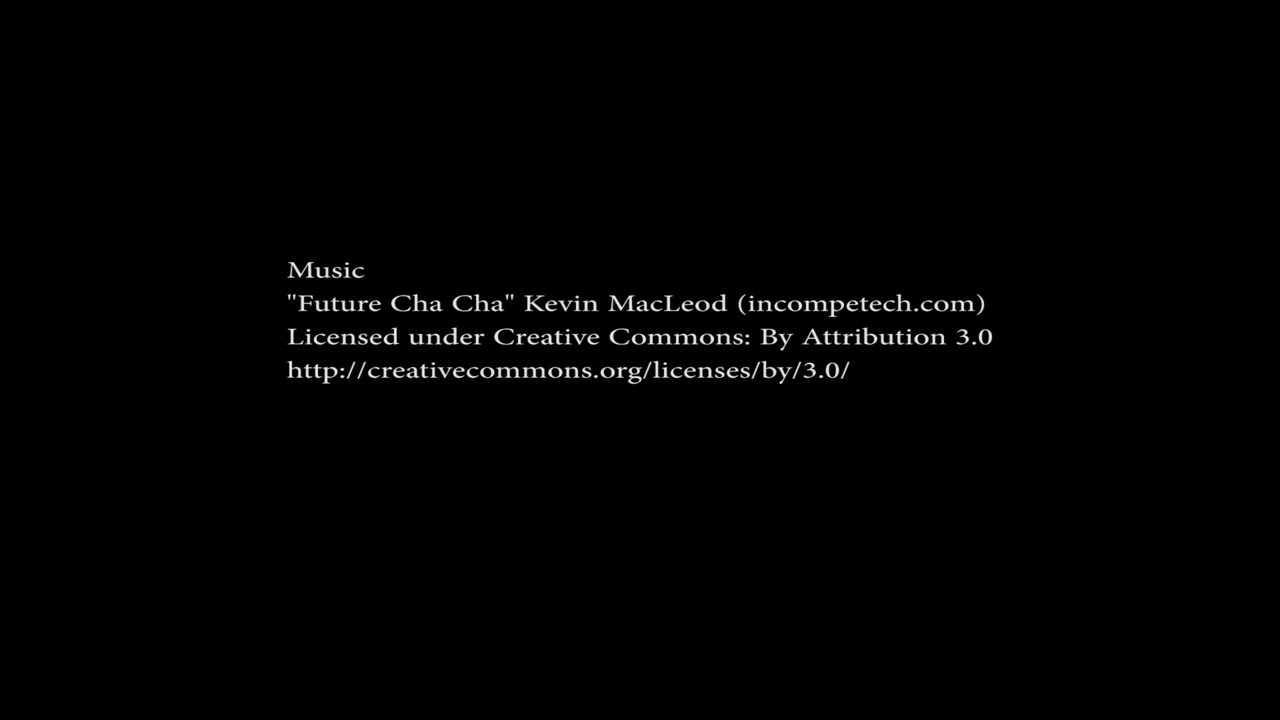 Music
"Future Cha Cha" Kevin MacLeod (incompetech.com)
Licensed under Creative Commons: By Attribution 3.0
http://creativecommons.org/licenses/by/3.0/